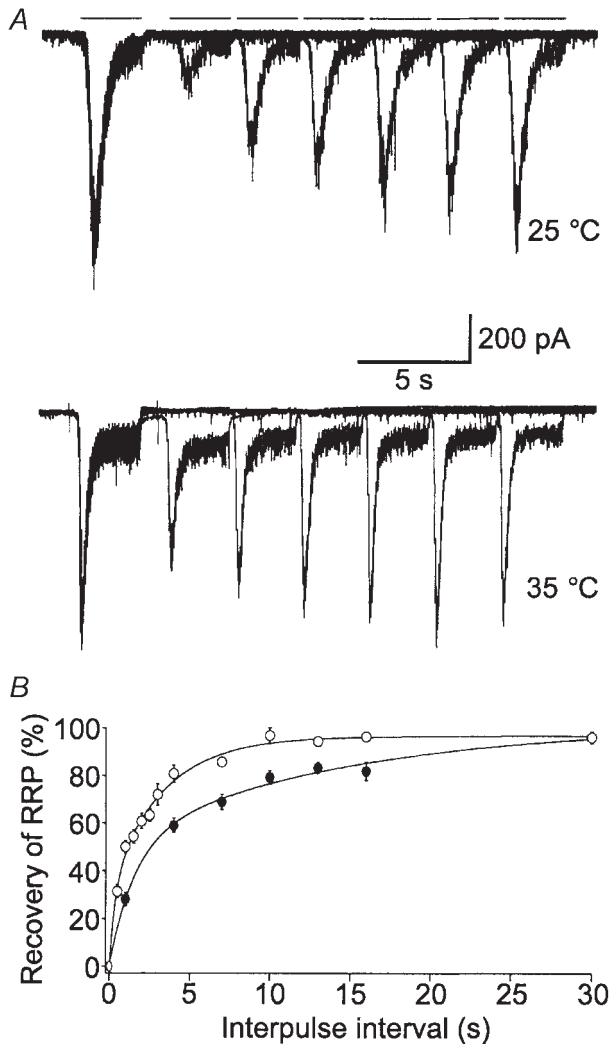 A
25 °C
200 pA
5 s
35 °C
B
Recovery of RRP (%)
100
80
60
40
20
0
0 5 10 15 20 25 30
Interpulse interval (s)